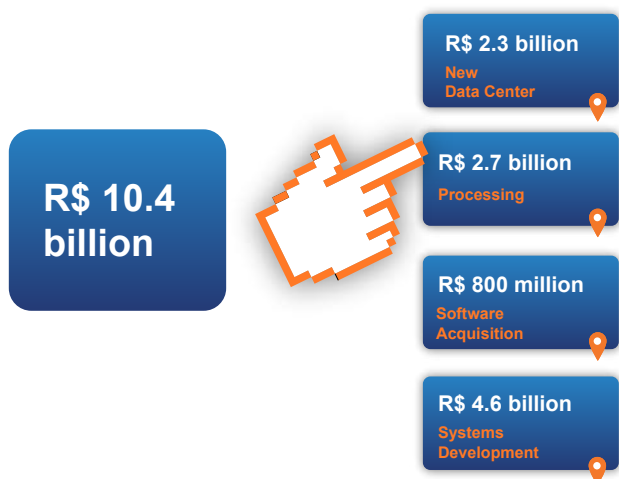 R$ 10.4
billion
R$ 2.3 billion
New
Data Center
R$ 2.7 billion
Processing
R$ 800 million
Software
Acquisition
R$ 4.6 billion
Systems
Development